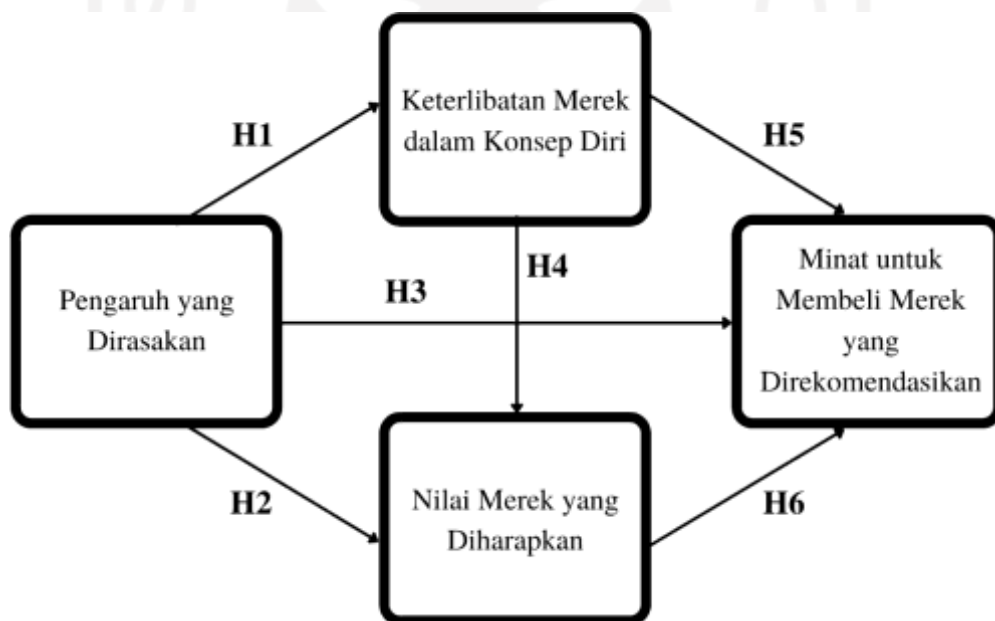 Keterlibatan Merek
dalam Konsep Diri
H1
H5
Pengaruh yang
Dirasakan
H3
H4
Minat untuk
Membeli Merek
yang
Direkomendasikan
H2
H6
Nilai Merek yang
Diharapkan